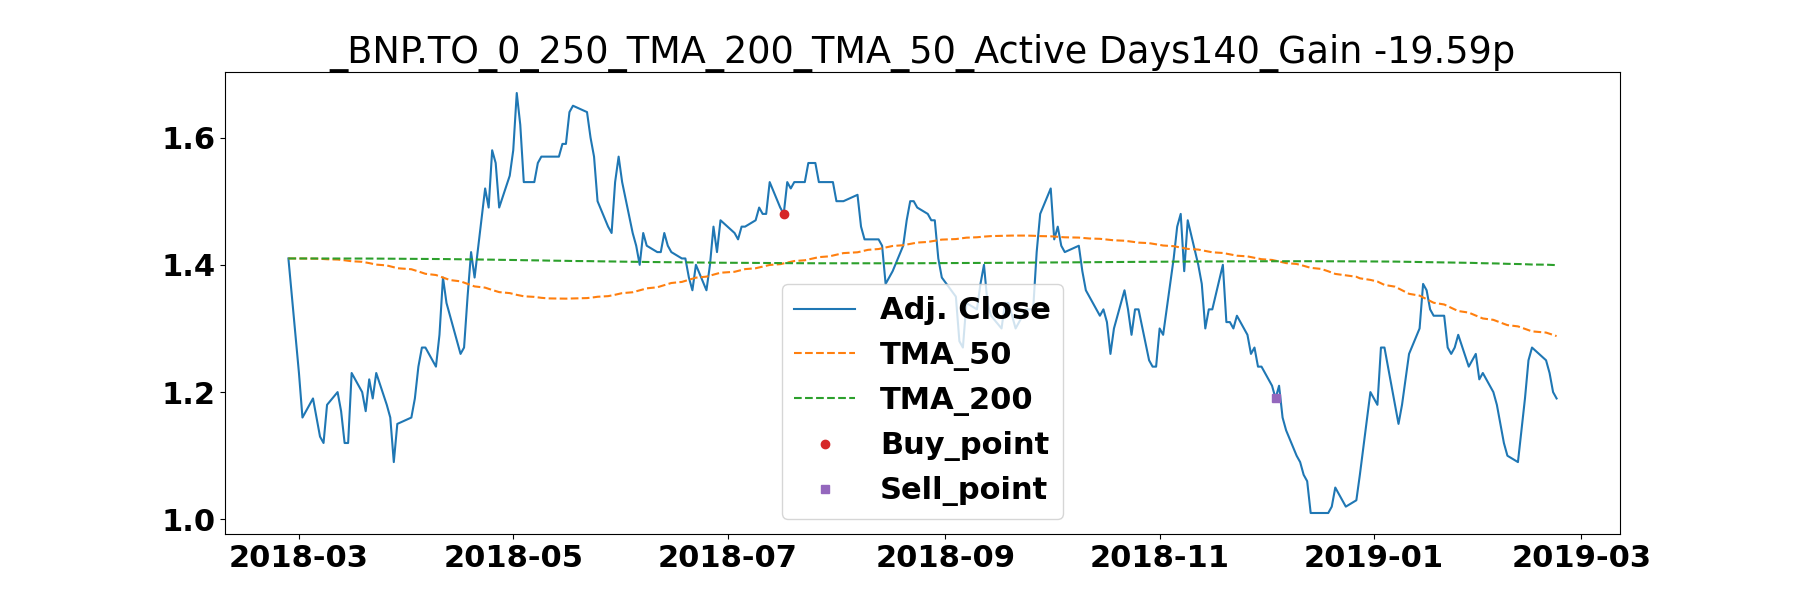 _BNP.TO_0_250_TMA_200_TMA_50_Active Days140_Gain -19.59p
1.6
1.4
1.2
1.0
Adj. Close
TMA_50
TMA_200
Buy_point
Sell_point
2018-03 2018-05 2018-07 2018-09 2018-11 2019-01 2019-03